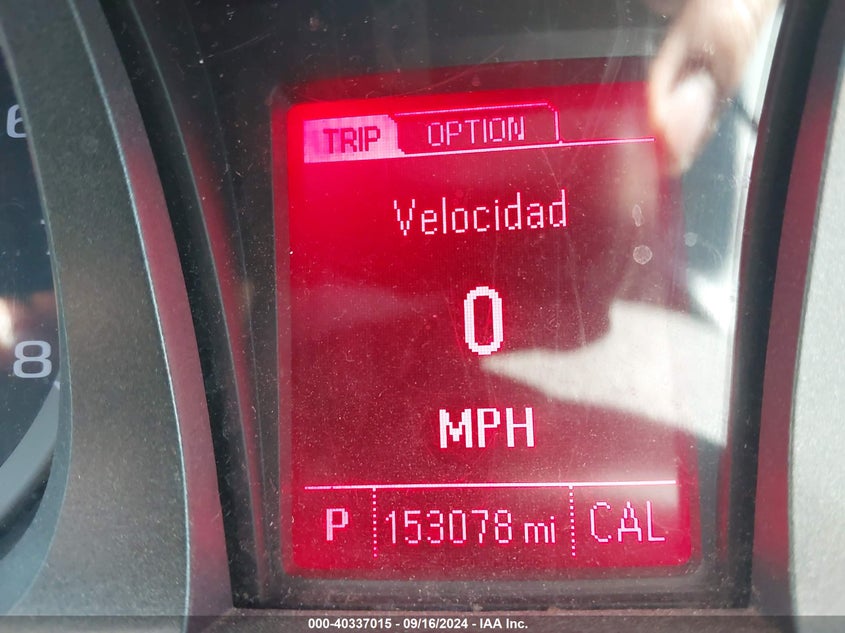 6
TRIP OPTION
Velocidad
0
8
MPH
P 153078 mi CAL
000-40337015 - 09/16/2024 - IAA Inc.